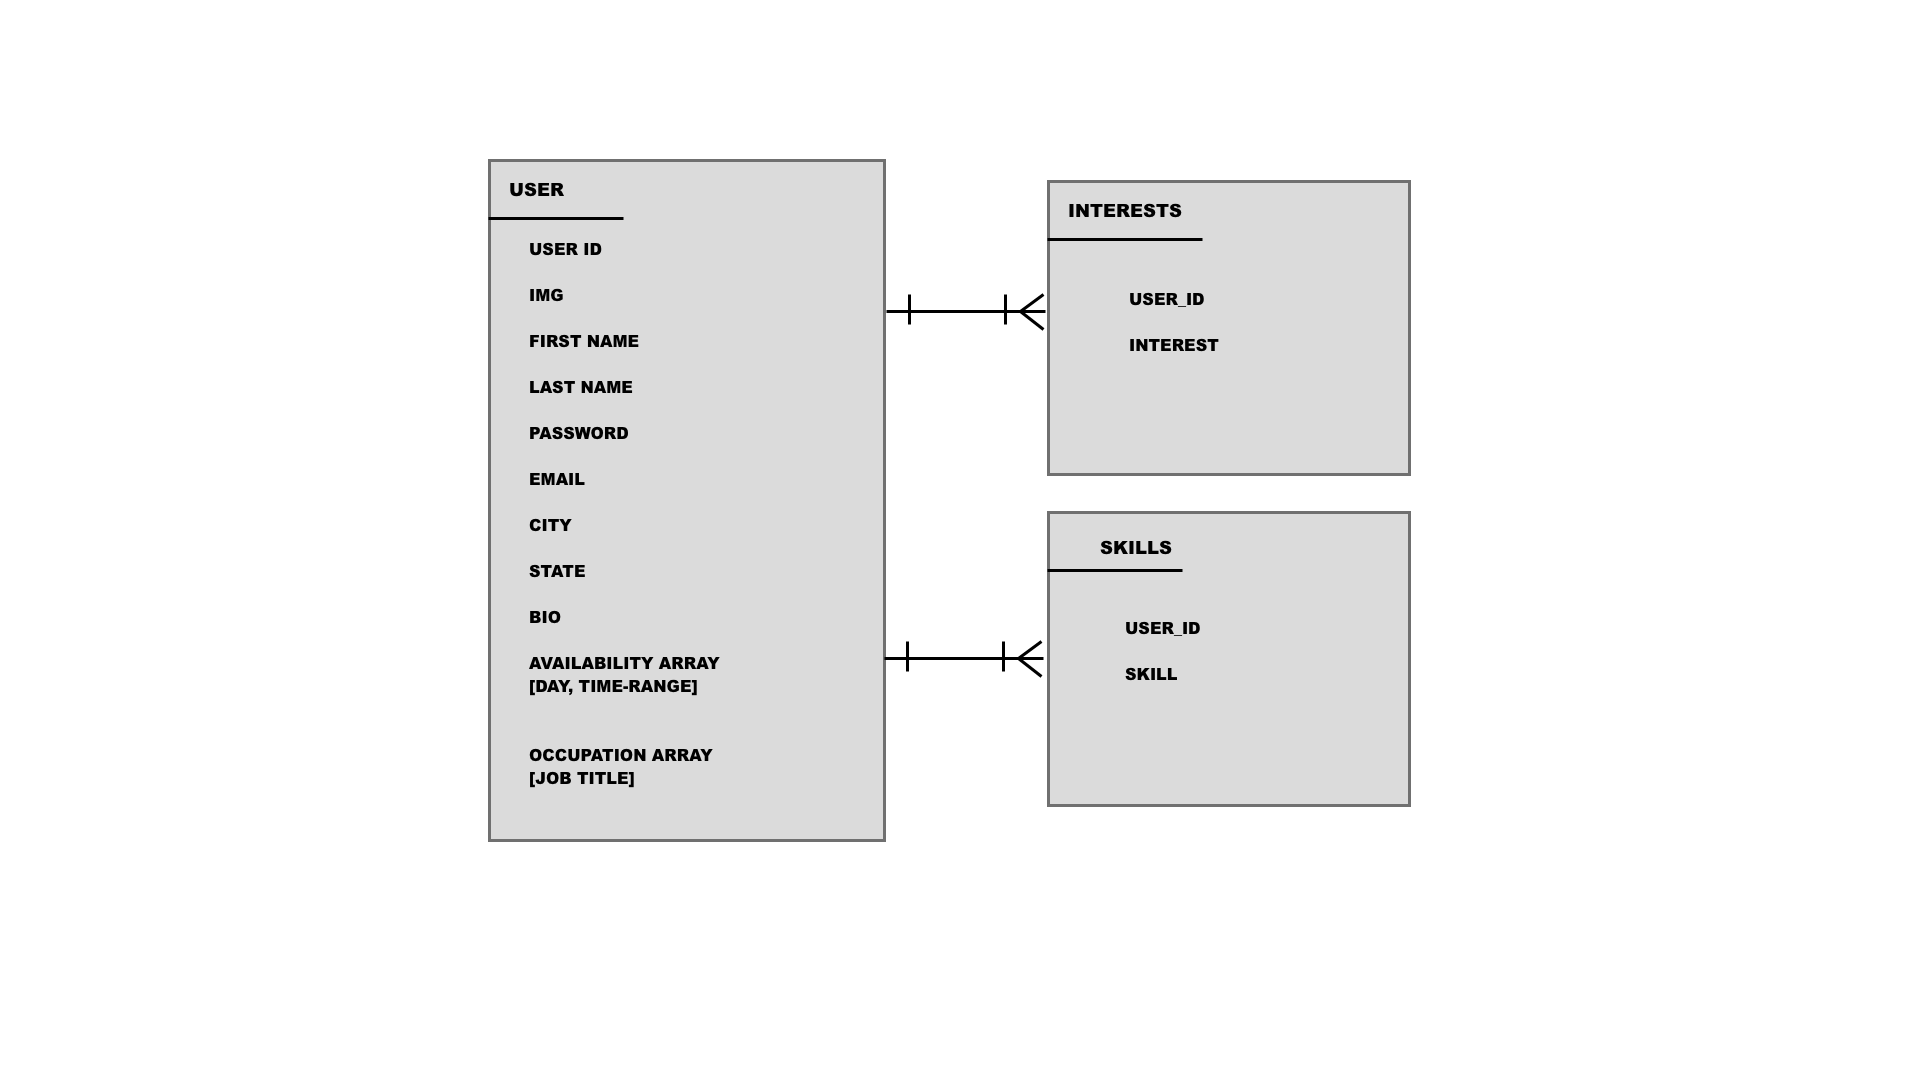 USER
USER ID
IMG
FIRST NAME
LAST NAME
PASSWORD
EMAIL
CITY
STATE
BIO
AVAILABILITY ARRAY
[DAY, TIME-RANGE]
OCCUPATION ARRAY
[JOB TITLE]
INTERESTS
USER_ID
INTEREST
SKILLS
USER_ID
SKILL